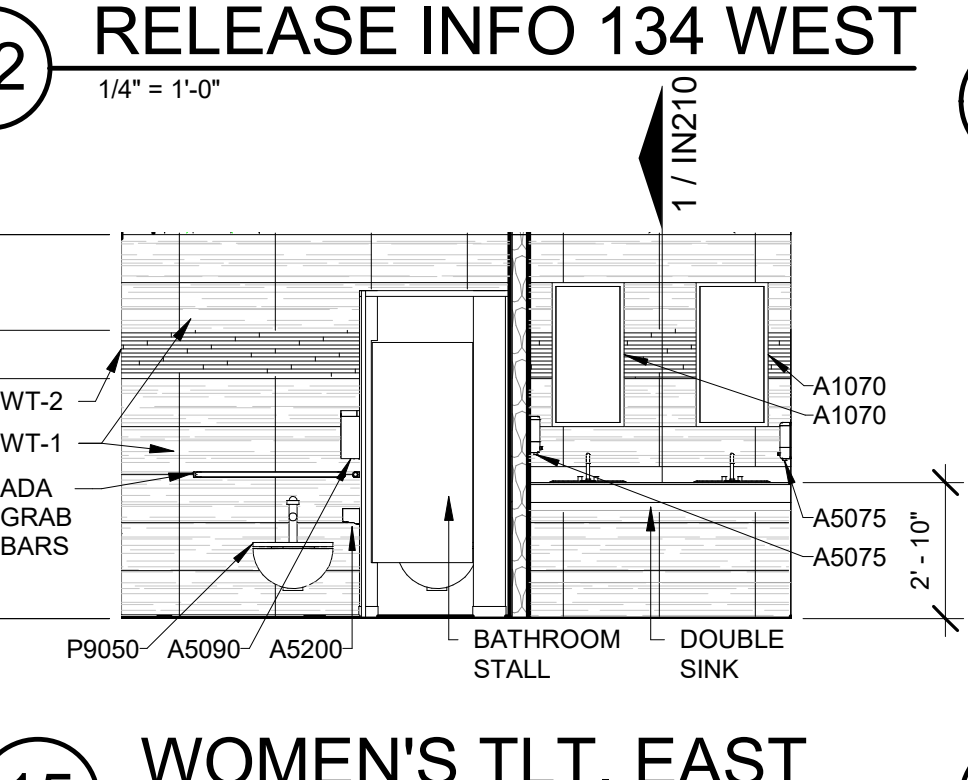 2
RELEASE INFO 134 WEST
1/4" = 1'-0"
1 / IN210
WT-2
WT-1
ADA
GRAB
BARS
A1070
A1070
A5075
A5075
2' - 10"
P9050
A5090
A5200
BATHROOM
STALL
DOUBLE
SINK
15
WOMEN'S TLT. EAST